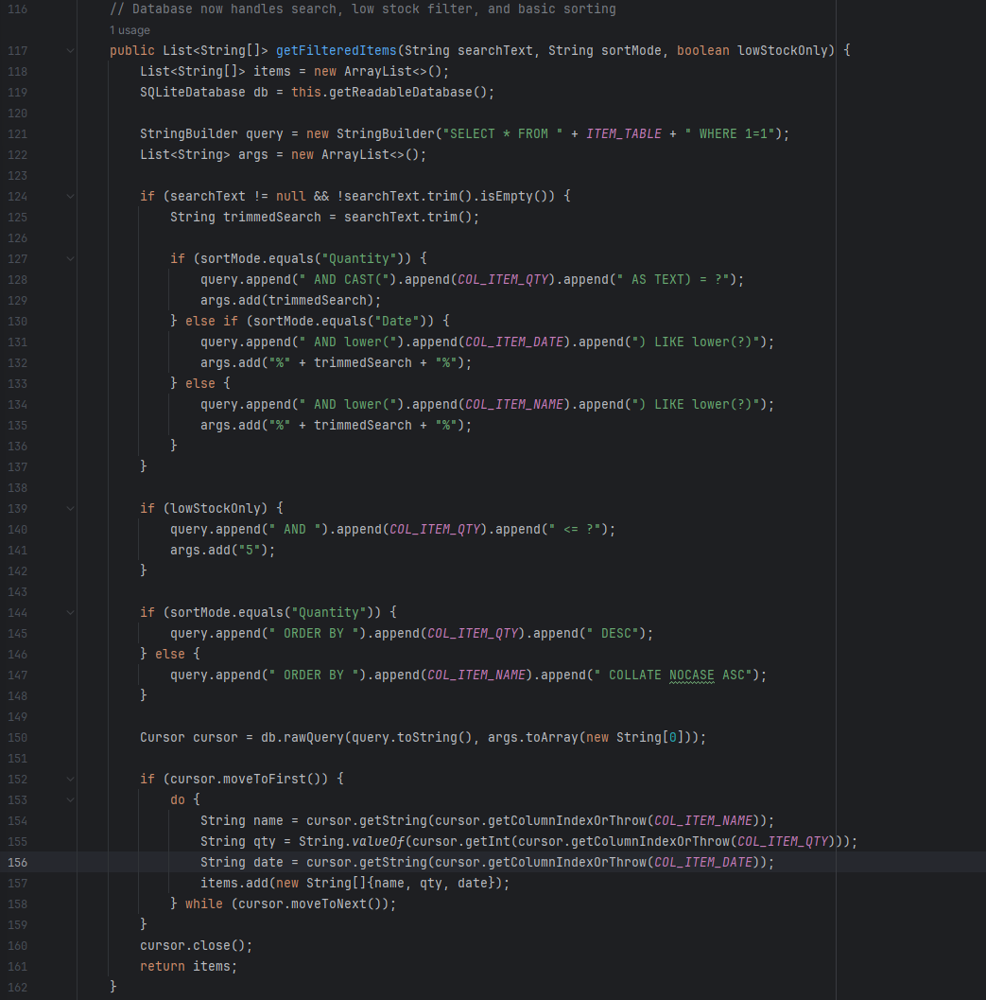 116 // Database now handles search, low stock filter, and basic sorting
1 usage
117 public List<String[]> getFilteredItems(String searchText, String sortMode, boolean lowStockOnly) {
118 List<String[]> items = new ArrayList<>();
119 SQLiteDatabase db = this.getReadableDatabase();
120
121 StringBuilder query = new StringBuilder("SELECT * FROM " + ITEM_TABLE + " WHERE 1=1");
122 List<String> args = new ArrayList<>();
123
124 if (searchText != null && !searchText.trim().isEmpty()) {
125 String trimmedSearch = searchText.trim();
126
127 if (sortMode.equals("Quantity")) {
128 query.append(" AND CAST(").append(COL_ITEM_QTY).append(" AS TEXT) = ?");
129 args.add(trimmedSearch);
130 } else if (sortMode.equals("Date")) {
131 query.append(" AND lower(").append(COL_ITEM_DATE).append(") LIKE lower(?)");
132 args.add("%" + trimmedSearch + "%");
133 } else {
134 query.append(" AND lower(").append(COL_ITEM_NAME).append(") LIKE lower(?)");
135 args.add("%" + trimmedSearch + "%");
136 }
137 }
138
139 if (lowStockOnly) {
140 query.append(" AND ").append(COL_ITEM_QTY).append(" <= ?");
141 args.add("5");
142 }
143
144 if (sortMode.equals("Quantity")) {
145 query.append(" ORDER BY ").append(COL_ITEM_QTY).append(" DESC");
146 } else {
147 query.append(" ORDER BY ").append(COL_ITEM_NAME).append(" COLLATE NOCASE ASC");
148 }
149
150 Cursor cursor = db.rawQuery(query.toString(), args.toArray(new String[0]));
151
152 if (cursor.moveToFirst()) {
153 do {
154 String name = cursor.getString(cursor.getColumnIndexOrThrow(COL_ITEM_NAME));
155 String qty = String.valueOf(cursor.getInt(cursor.getColumnIndexOrThrow(COL_ITEM_QTY)));
156 String date = cursor.getString(cursor.getColumnIndexOrThrow(COL_ITEM_DATE));
157 items.add(new String[]{name, qty, date});
158 } while (cursor.moveToNext());
159 }
160 cursor.close();
161 return items;
162 }